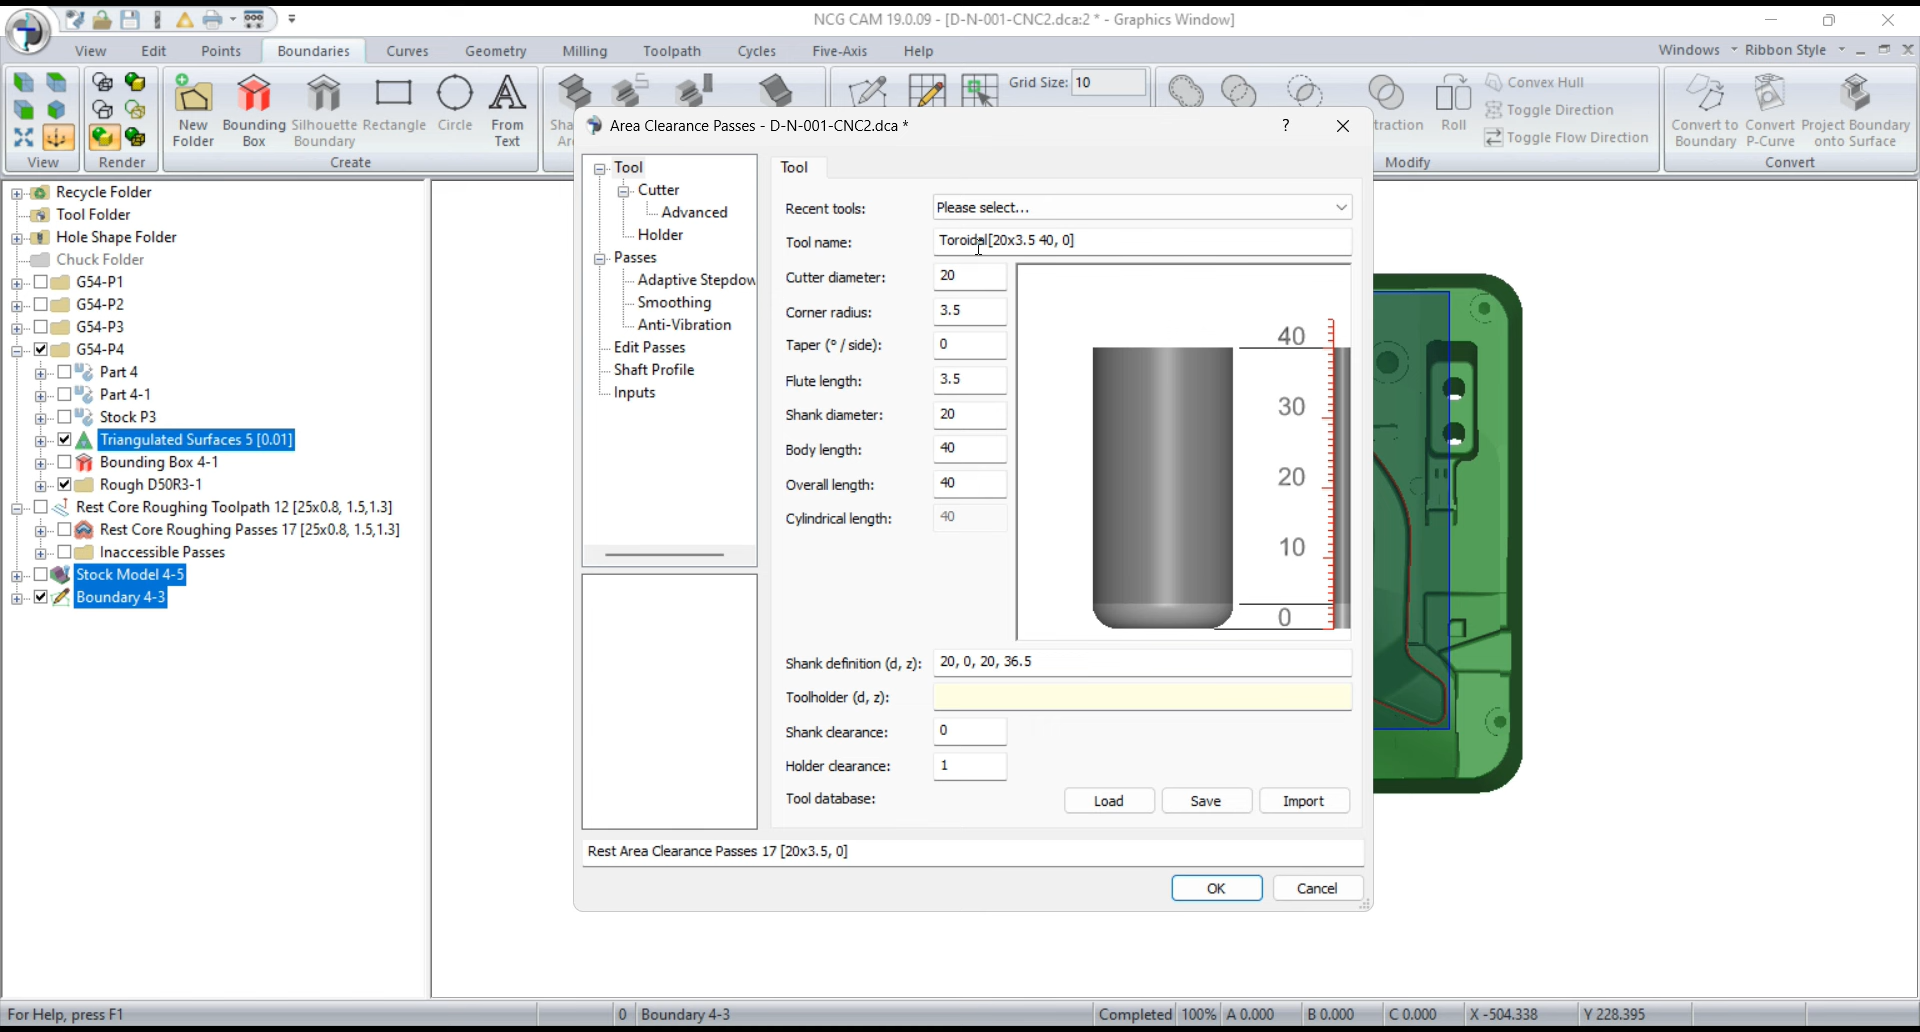 NCG CAM 19.0.09 - [D-N-001-CNC2.dca:2 * - Graphics Window]
View Edit Points Boundaries Curves Geometry Milling Toolpath Cycles Five-Axis Help
Windows Ribbon Style
View
Render
New Folder
Bounding Box
Silhouette Boundary
Rectangle
Circle
From Text
Create
Grid Size: 10
Roll
Convex Hull
Toggle Direction
Toggle Flow Direction
Modify
Convert to Boundary
Convert P-Curve
Project Boundary onto Surface
Convert
Recycle Folder
Tool Folder
Hole Shape Folder
Chuck Folder
G54-P1
G54-P2
G54-P3
G54-P4
Part 4
Part 4-1
Stock P3
Triangulated Surfaces 5 [0.01]
Bounding Box 4-1
Rough D50R3-1
Rest Core Roughing Toolpath 12 [25x0.8, 1.5,1.3]
Rest Core Roughing Passes 17 [25x0.8, 1.5,1.3]
Inaccessible Passes
Stock Model 4-5
Boundary 4-3
Area Clearance Passes - D-N-001-CNC2.dca *
?
Tool
Cutter
Advanced
Holder
Passes
Adaptive Stepdow
Smoothing
Anti-Vibration
Edit Passes
Shaft Profile
Inputs
Tool
Recent tools: Please select...
Tool name: Toroidal[20x3.5 40, 0]
Cutter diameter: 20
Corner radius: 3.5
Taper (° / side): 0
Flute length: 3.5
Shank diameter: 20
Body length: 40
Overall length: 40
Cylindrical length: 40
40
30
20
10
0
Shank definition (d, z): 20, 0, 20, 36.5
Toolholder (d, z):
Shank clearance: 0
Holder clearance: 1
Tool database: Load Save Import
Rest Area Clearance Passes 17 [20x3.5, 0]
OK Cancel
For Help, press F1 0 Boundary 4-3 Completed 100% A 0.000 B 0.000 C 0.000 X -504.338 Y 228.395